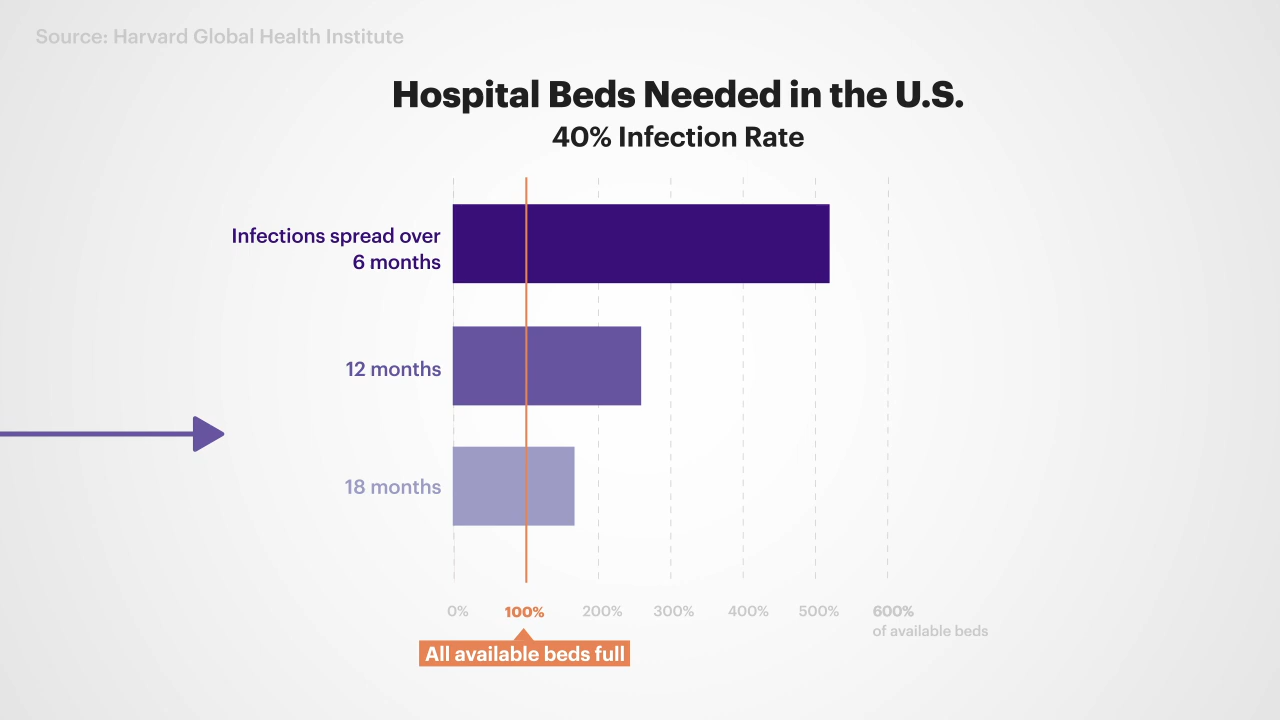 Source: Harvard Global Health Institute
Hospital Beds Needed in the U.S.
40% Infection Rate
Infections spread over
6 months
12 months
18 months
0% 100% 200% 300% 400% 500% 600%
of available beds
All available beds full